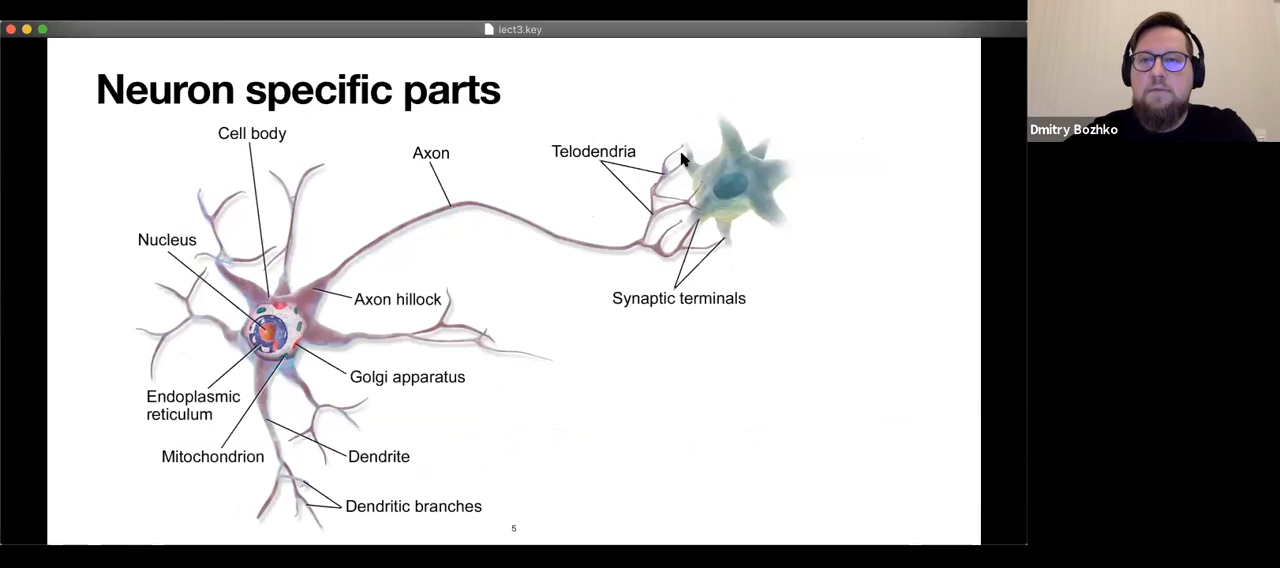 lect3.key
Neuron specific parts
Cell body
Axon
Telodendria
Nucleus
Axon hillock
Synaptic terminals
Golgi apparatus
Endoplasmic
reticulum
Mitochondrion
Dendrite
Dendritic branches
5
Dmitry Bozhko